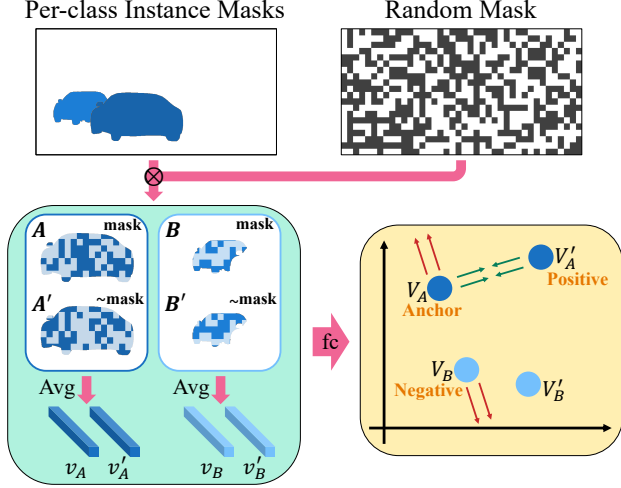 Per-class Instance Masks
Random Mask
⊗
A mask
A′ ~mask
B mask
B′ ~mask
Avg
Avg
v_A v′_A
v_B v′_B
fc
V_A
Anchor
V′_A
Positive
V_B
Negative
V′_B